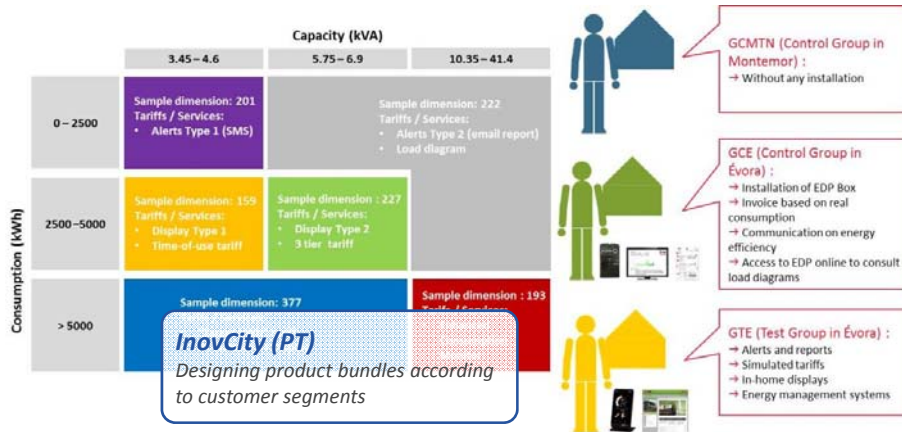 Capacity (kVA)
3.45 – 4.6
5.75 – 6.9
10.35 – 41.4
Consumption (kWh)
0 – 2500
Sample dimension: 201
Tariffs / Services:
• Alerts Type 1 (SMS)
Sample dimension: 222
Tariffs / Services:
• Alerts Type 2 (email report)
• Load diagram
2500 –5000
Sample dimension: 159
Tariffs / Services:
• Display Type 1
• Time-of-use tariff
Sample dimension : 227
Tariffs / Services:
• Display Type 2
• 3 tier tariff
> 5000
Sample dimension: 377
Sample dimension : 193
Tariffs / Services:
InovCity (PT)
Designing product bundles according
to customer segments
GCMTN (Control Group in
Montemor) :
→ Without any installation
GCE (Control Group in
Évora) :
→ Installation of EDP Box
→ Invoice based on real
consumption
→ Communication on energy
efficiency
→ Access to EDP online to consult
load diagrams
GTE (Test Group in Évora) :
→ Alerts and reports
→ Simulated tariffs
→ In-home displays
→ Energy management systems